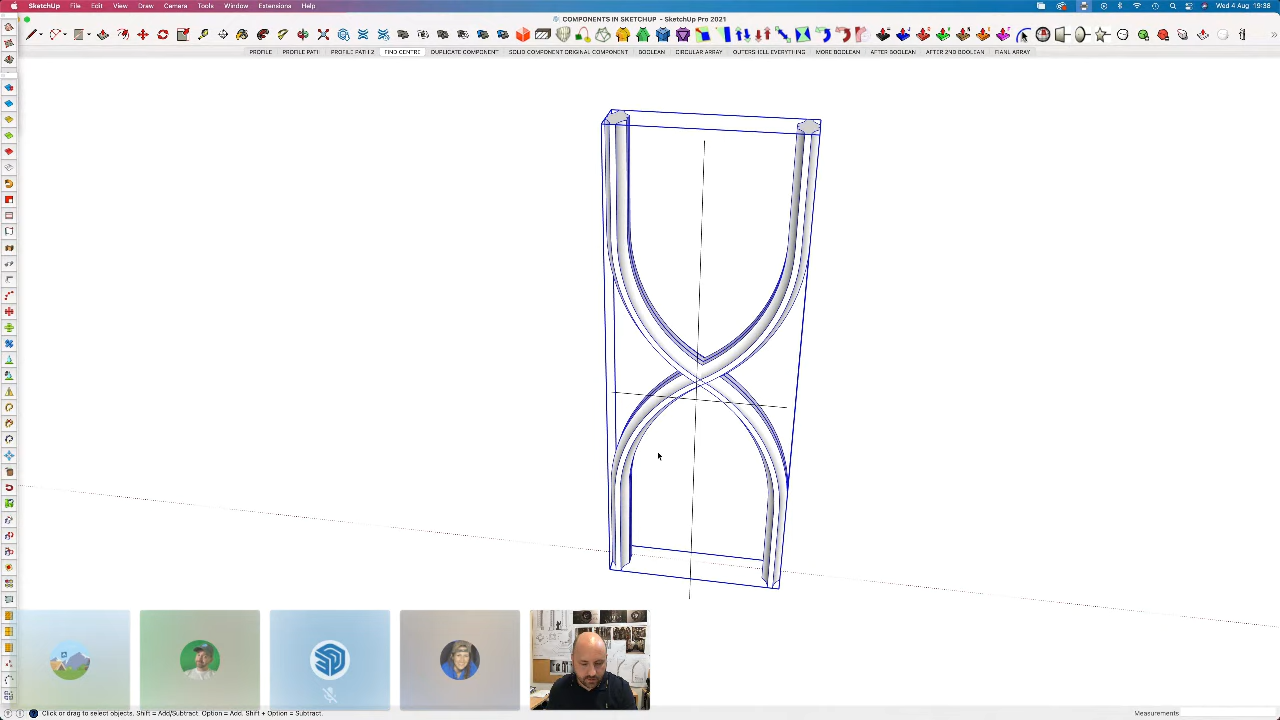 SketchUp File Edit View Camera Draw Tools Window Extensions Help Wed 4 Aug 19:38
COMPONENTS IN SKETCHUP - SketchUp Pro 2021
PROFILE PROFILE PATH PROFILE PATH 2 FIND CENTRE DUPLICATE COMPONENT SOLID COMPONENT ORIGINAL COMPONENT BOOLEAN CIRCULAR ARRAY OUTERSHELL EVERYTHING MORE BOOLEAN AFTER BOOLEAN AFTER 2ND BOOLEAN FIANL ARRAY
Click or drag to select objects. Shift = Add/Subtract. Option = Add. Shift + Option = Subtract. Measurements